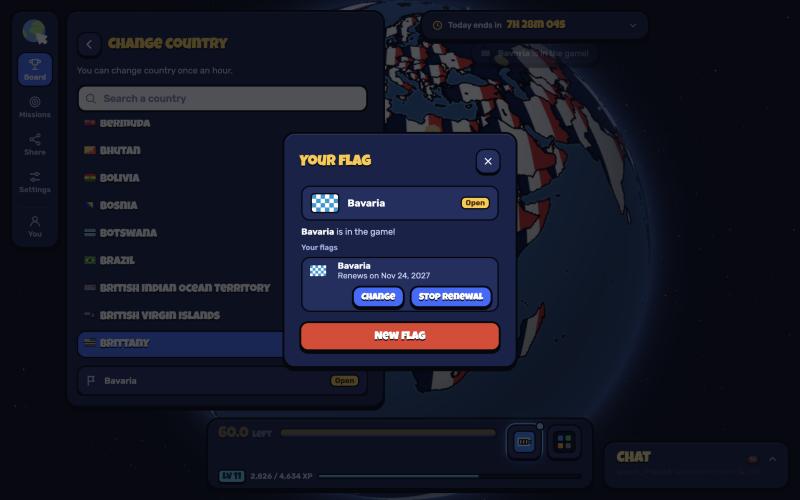 Board
Missions
Share
Settings
You
CHANGE COUNTRY
You can change country once an hour.
Search a country
BERMUDA
BHUTAN
BOLIVIA
BOSNIA
BOTSWANA
BRAZIL
BRITISH INDIAN OCEAN TERRITORY
BRITISH VIRGIN ISLANDS
BRITTANY
Bavaria
Open
Today ends in 7H 28M 04S
Bavaria is in the game!
YOUR FLAG
Bavaria
Open
Bavaria is in the game!
Your flags
Bavaria
Renews on Nov 24, 2027
CHANGE
STOP RENEWAL
NEW FLAG
60.0 LEFT
LV 11
2,826 / 4,634 XP
CHAT